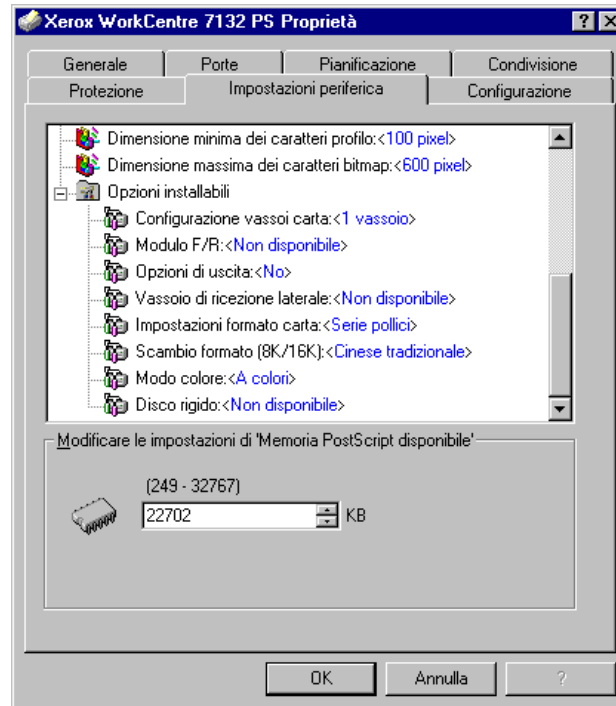 Xerox WorkCentre 7132 PS Proprietà
Generale Porte Pianificazione Condivisione
Protezione Impostazioni periferica Configurazione
Dimensione minima dei caratteri profilo:<100 pixel>
Dimensione massima dei caratteri bitmap:<600 pixel>
Opzioni installabili
Configurazione vassoi carta:<1 vassoio>
Modulo F/R:<Non disponibile>
Opzioni di uscita:<No>
Vassoio di ricezione laterale:<Non disponibile>
Impostazioni formato carta:<Serie pollici>
Scambio formato (8K/16K):<Cinese tradizionale>
Modo colore:<A colori>
Disco rigido:<Non disponibile>
Modificare le impostazioni di 'Memoria PostScript disponibile'
(249 - 32767)
22702 KB
OK Annulla ?